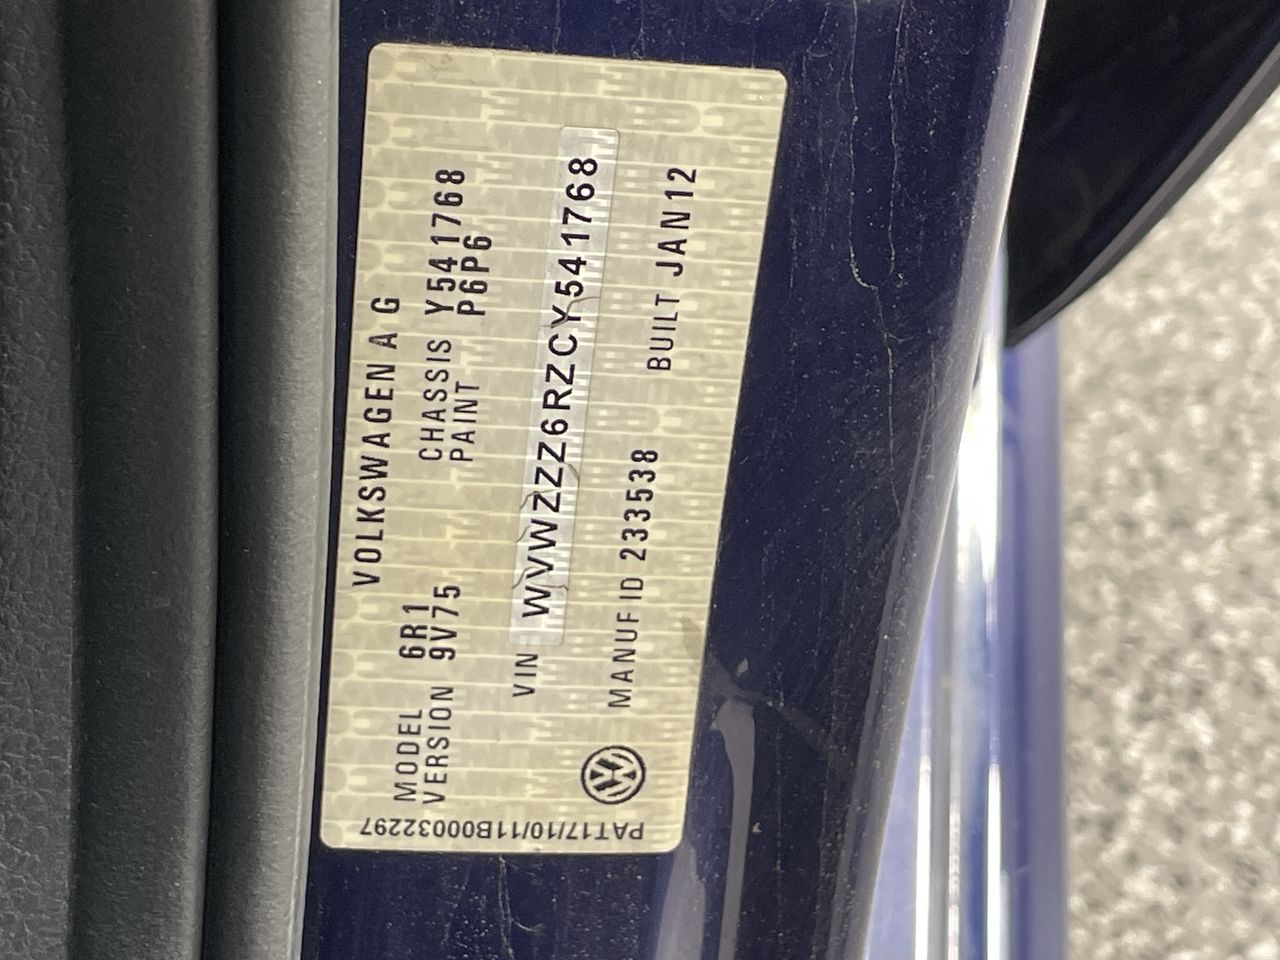 VOLKSWAGEN A G
MODEL 6R1 CHASSIS Y541768
VERSION 9V75 PAINT P6P6
VIN WVWZZZ6RZCY541768
MANUF ID 233538 BUILT JAN12
PAT17/10/11B00032297